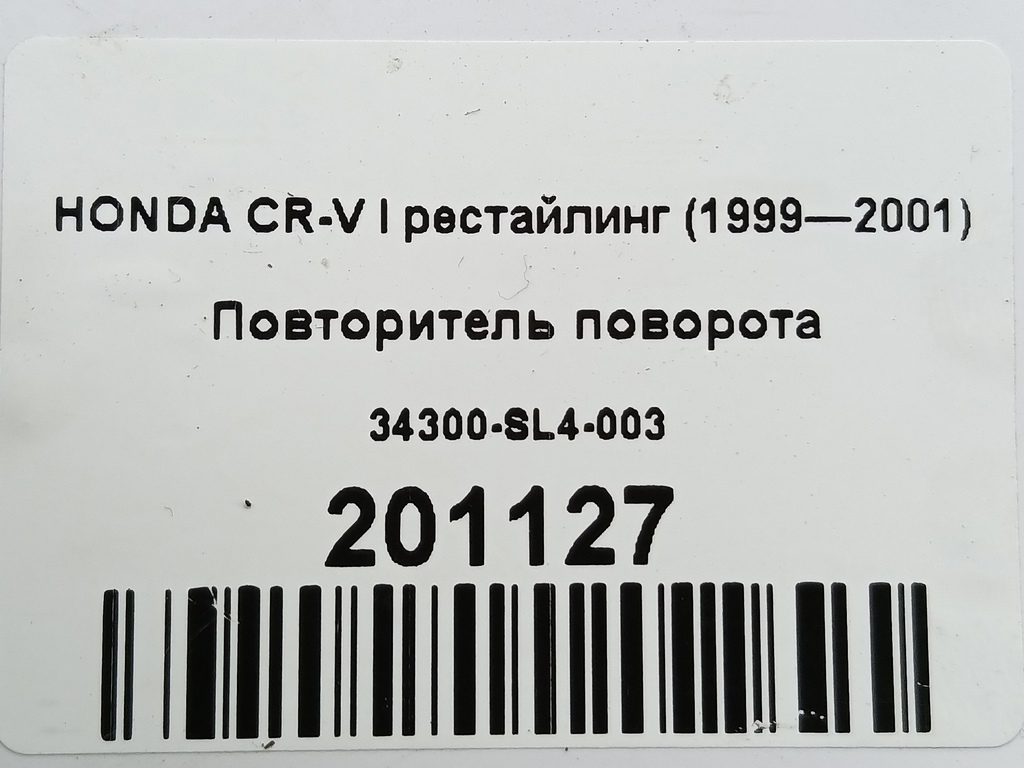 HONDA CR-V I рестайлинг (1999—2001)
Повторитель поворота
34300-SL4-003
201127